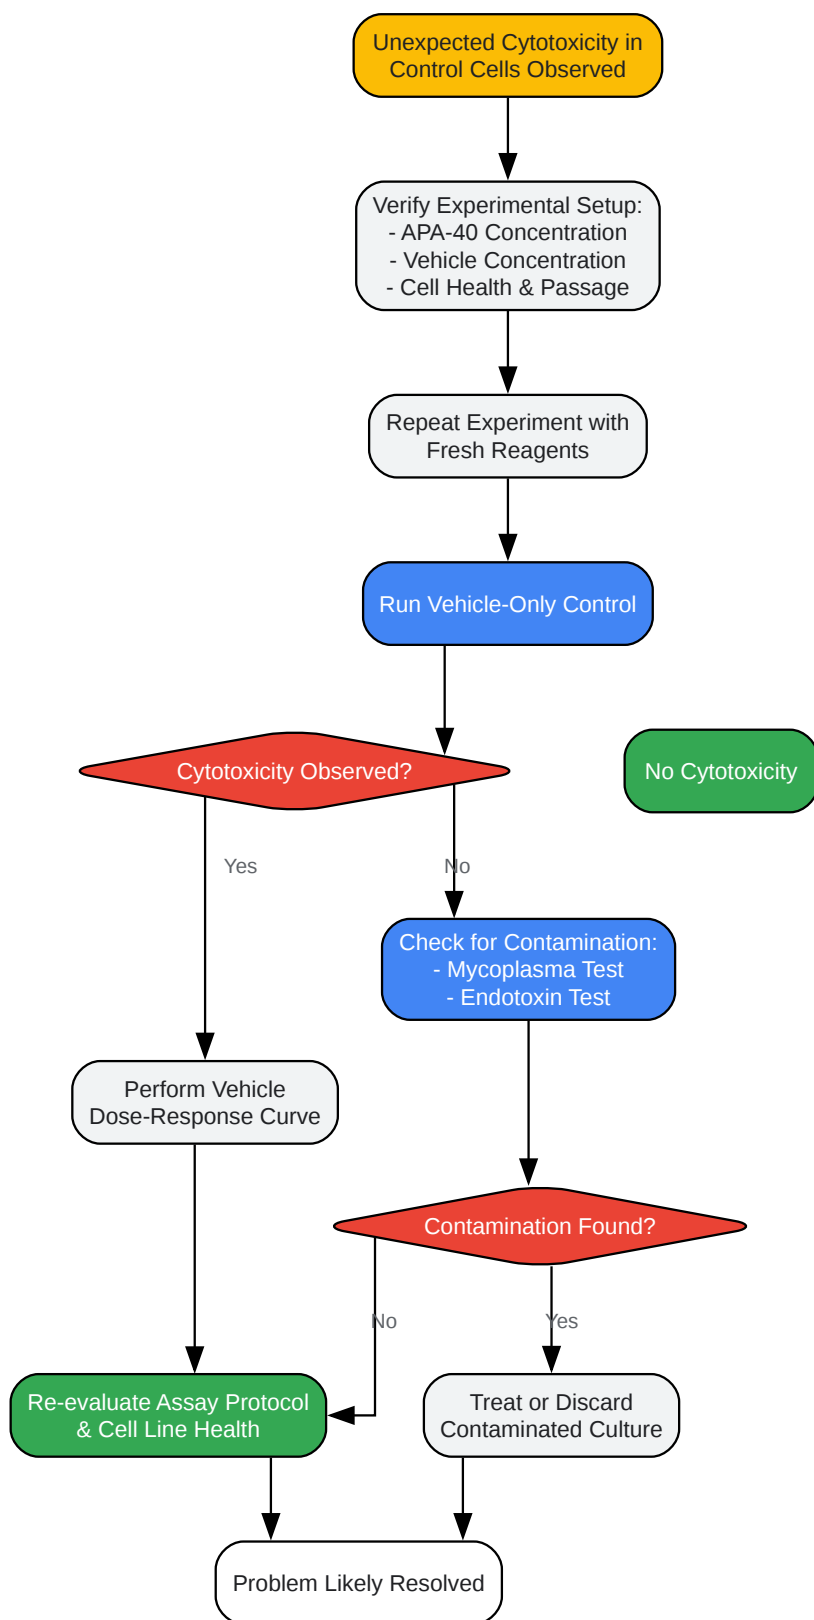 Unexpected Cytotoxicity in
Control Cells Observed
Verify Experimental Setup:
- APA-40 Concentration
- Vehicle Concentration
- Cell Health & Passage
Repeat Experiment with
Fresh Reagents
Run Vehicle-Only Control
Cytotoxicity Observed?
No Cytotoxicity
Yes
No
Check for Contamination:
- Mycoplasma Test
- Endotoxin Test
Perform Vehicle
Dose-Response Curve
Contamination Found?
No
Yes
Re-evaluate Assay Protocol
& Cell Line Health
Treat or Discard
Contaminated Culture
Problem Likely Resolved